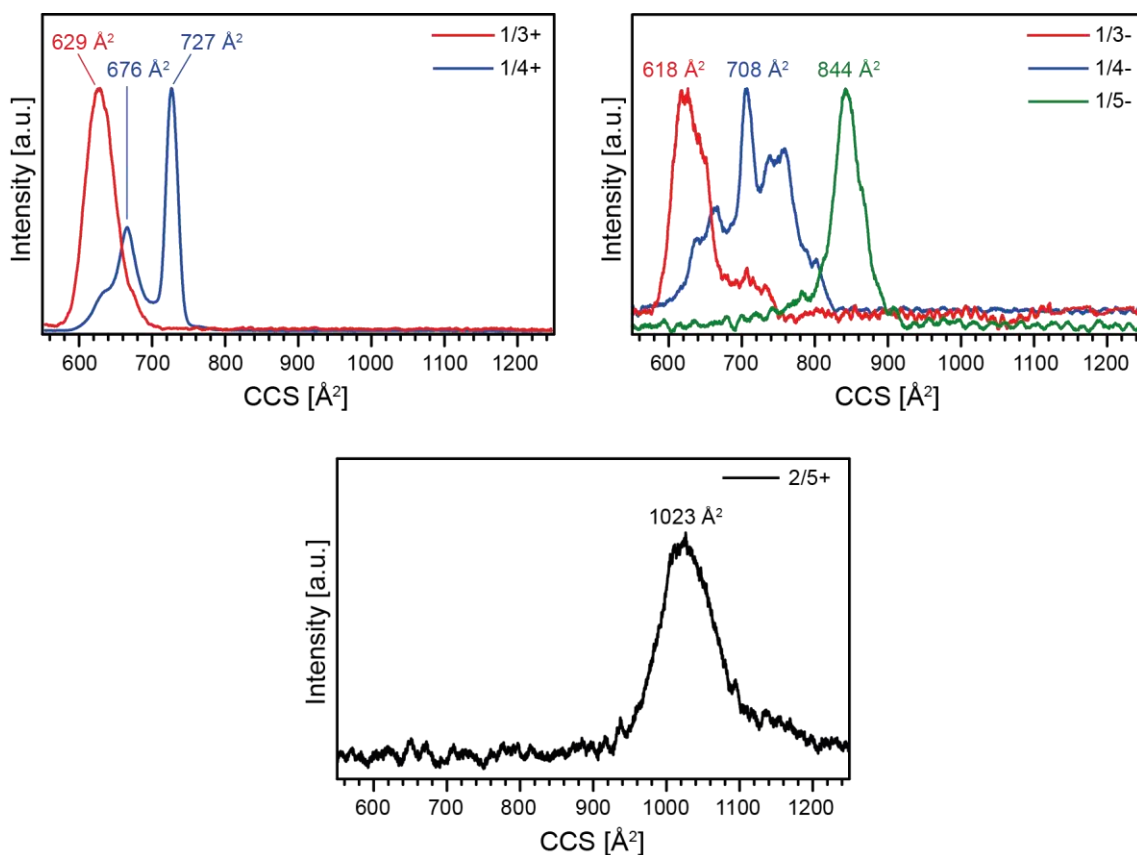 629 Å²
676 Å²
727 Å²
1/3+
1/4+
Intensity [a.u.]
600 700 800 900 1000 1100 1200
CCS [Å²]
618 Å²
708 Å²
844 Å²
1/3-
1/4-
1/5-
Intensity [a.u.]
600 700 800 900 1000 1100 1200
CCS [Å²]
1023 Å²
2/5+
Intensity [a.u.]
600 700 800 900 1000 1100 1200
CCS [Å²]